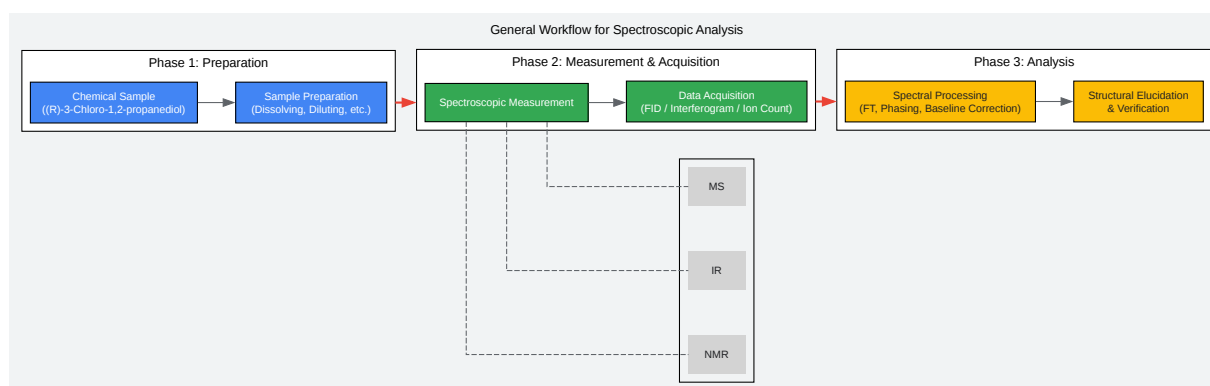 General Workflow for Spectroscopic Analysis
Phase 1: Preparation
Chemical Sample
((R)-3-Chloro-1,2-propanediol)
Sample Preparation
(Dissolving, Diluting, etc.)
Phase 2: Measurement & Acquisition
Spectroscopic Measurement
Data Acquisition
(FID / Interferogram / Ion Count)
Phase 3: Analysis
Spectral Processing
(FT, Phasing, Baseline Correction)
Structural Elucidation
& Verification
MS
IR
NMR